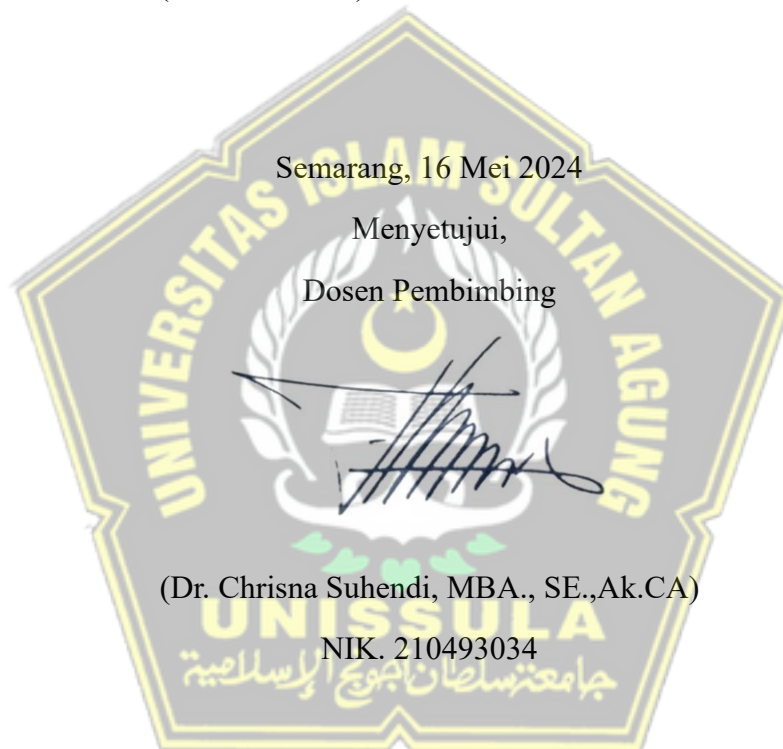 Semarang, 16 Mei 2024
Menyetujui,
Dosen Pembimbing
(Dr. Chrisna Suhendi, MBA., SE.,Ak.CA)
NIK. 210493034
UNIVERSITAS ISLAM SULTAN AGUNG
UNISSULA
جامعة سلطان أجونج الإسلامية